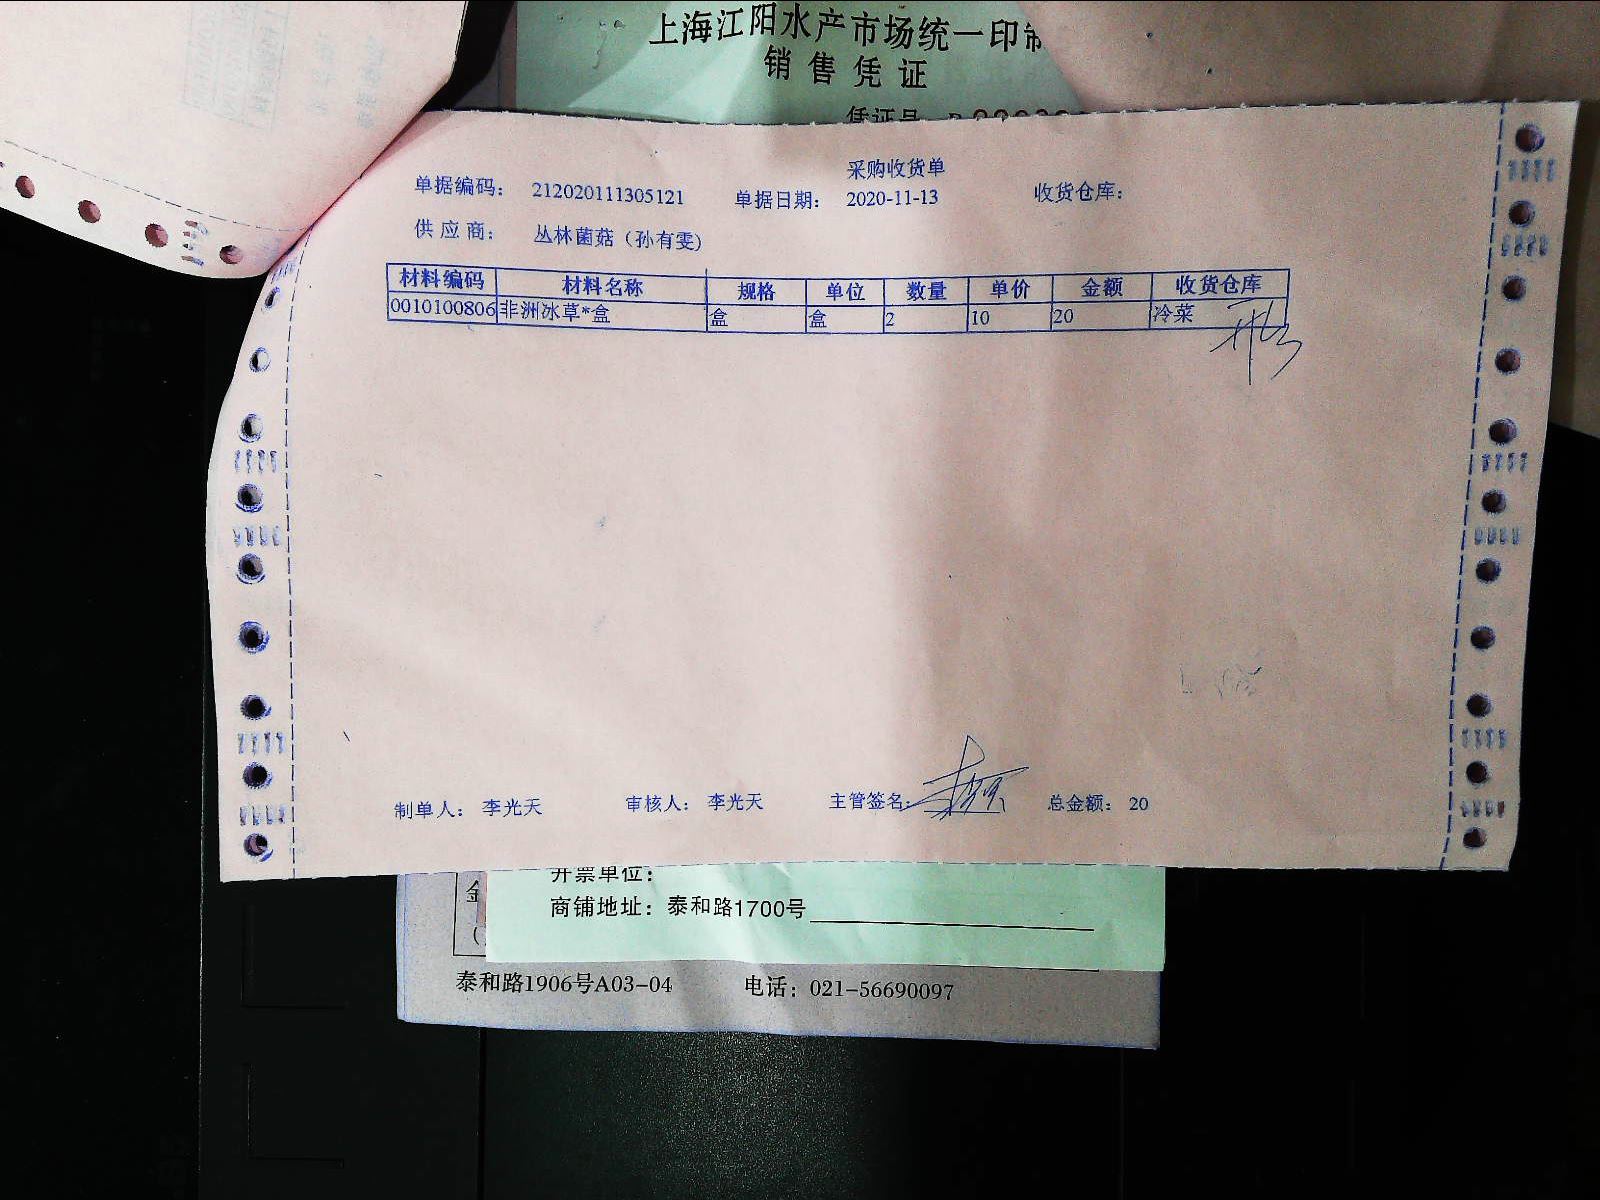 上海江阳水产市场统一印制
销售凭证
凭证号
采购收货单
单据编码： 212020111305121 单据日期： 2020-11-13 收货仓库：
供应商： 丛林菌菇（孙有雯）
材料编码 材料名称 规格 单位 数量 单价 金额 收货仓库
0010100806 非洲冰草*盒 盒 盒 2 10 20 冷菜
制单人： 李光天 审核人： 李光天 主管签名： 总金额： 20
开票单位：
商铺地址：泰和路1700号
金
泰和路1906号A03-04 电话：021-56690097